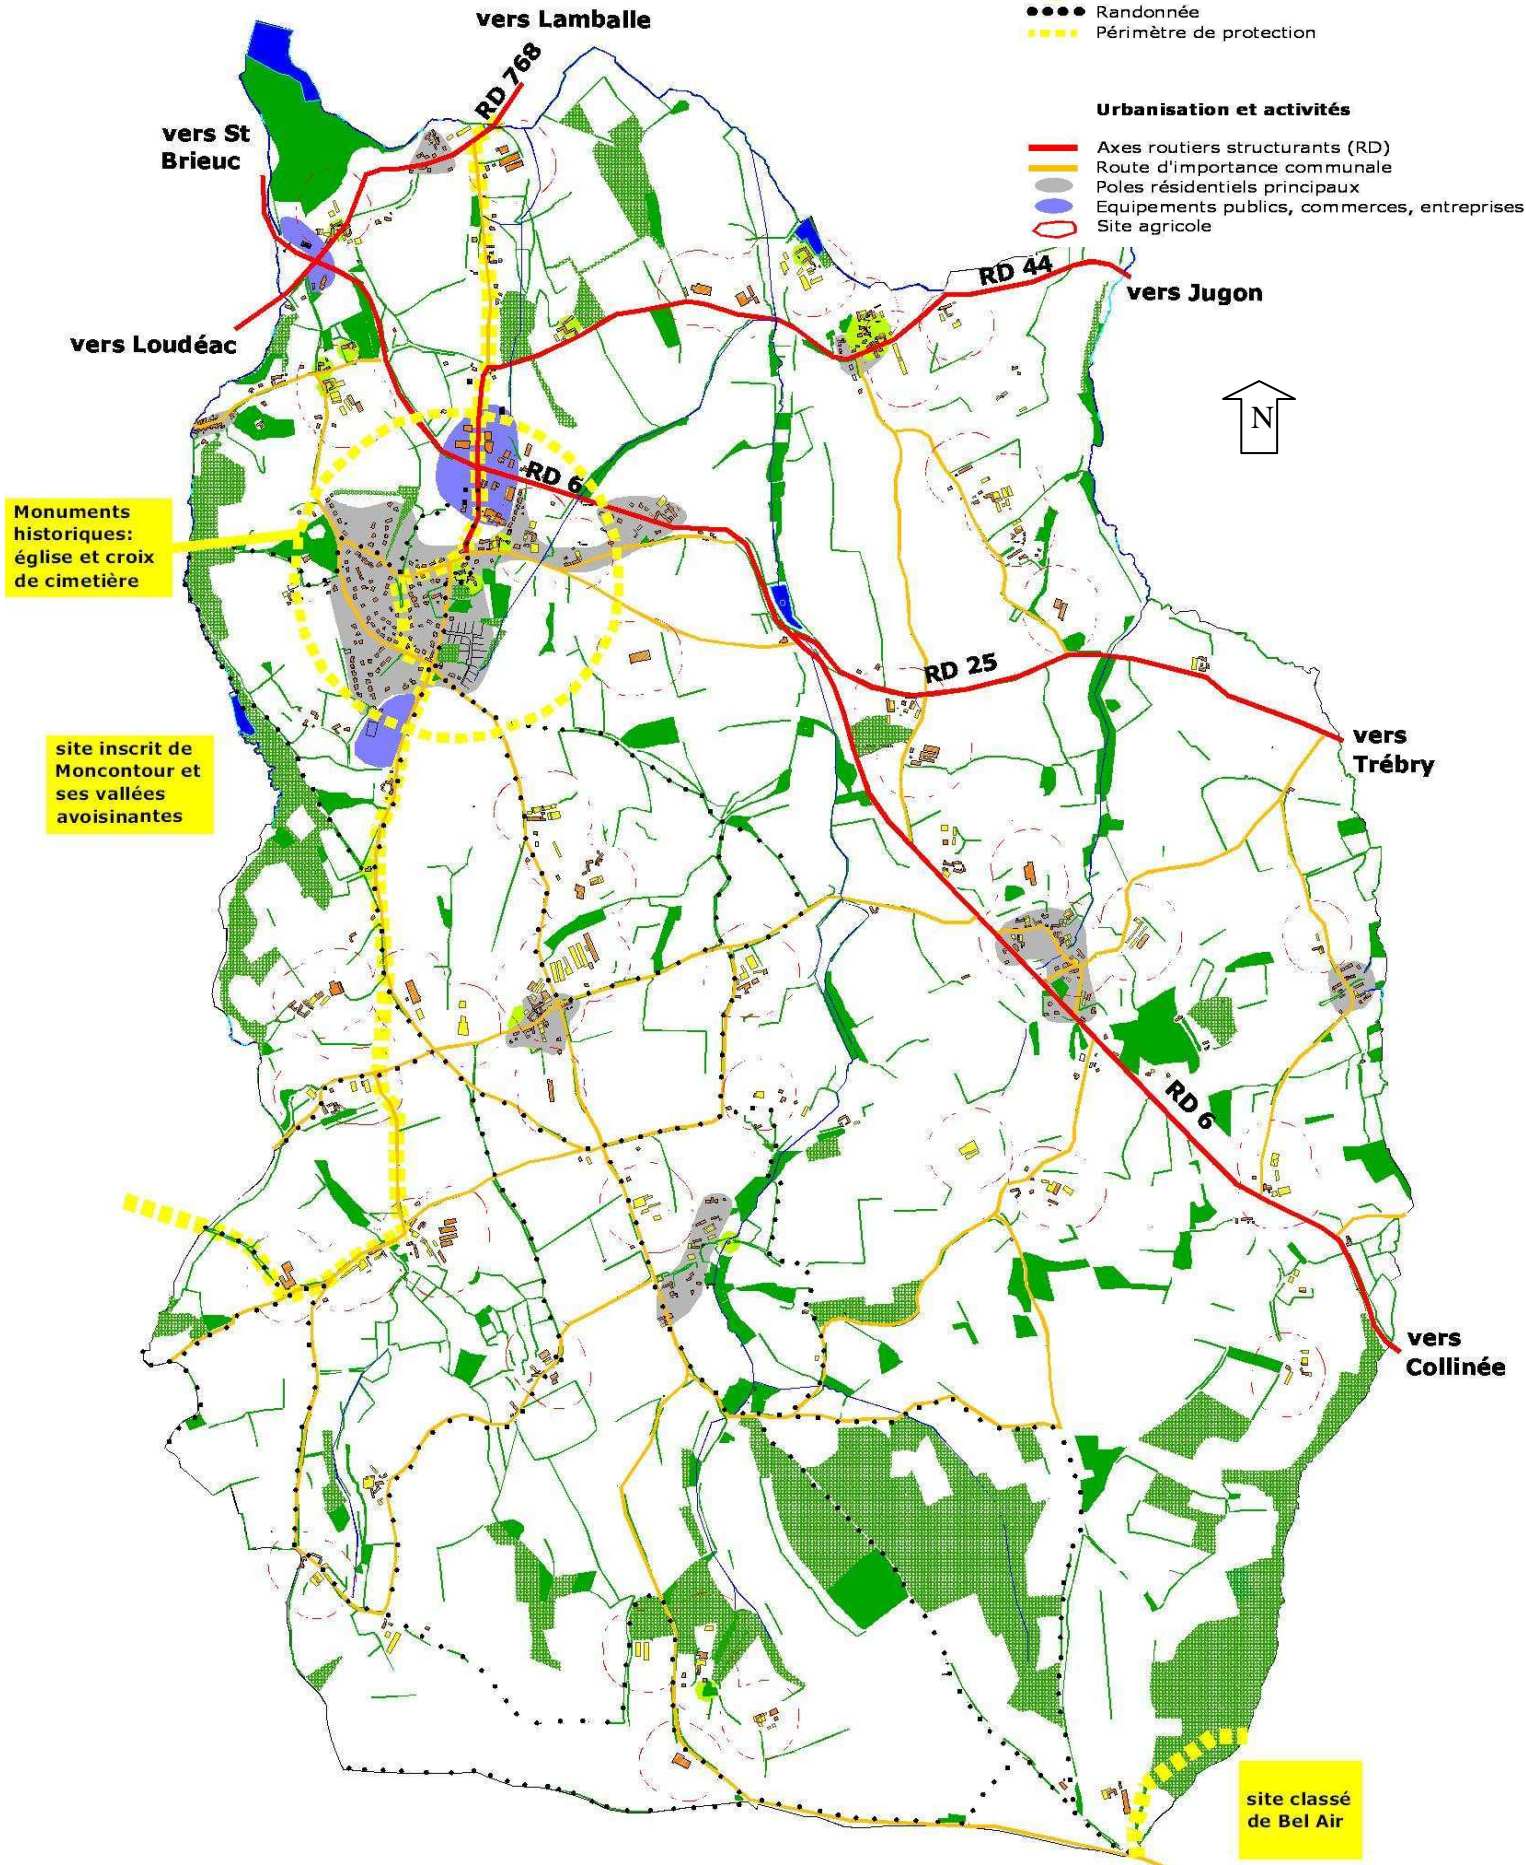 vers Lamballe
Randonnée
Périmètre de protection
RD 768
Urbanisation et activités
vers St
Brieuc
Axes routiers structurants (RD)
Route d'importance communale
Poles résidentiels principaux
Equipements publics, commerces, entreprises
Site agricole
RD 44
vers Jugon
vers Loudéac
N
RD 6
Monuments
historiques:
église et croix
de cimetière
RD 25
site inscrit de
Moncontour et
ses vallées
avoisinantes
vers
Trébry
RD 6
vers
Collinée
site classé
de Bel Air